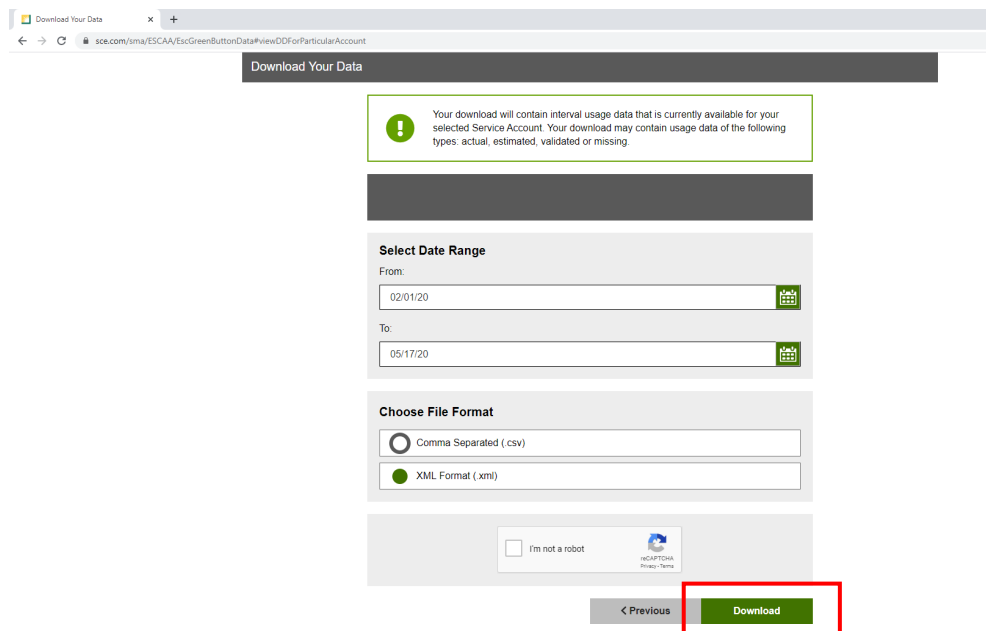 Download Your Data
sce.com/sma/ESCAA/EscGreenButtonData#viewDDForParticularAccount
Download Your Data
Your download will contain interval usage data that is currently available for your
selected Service Account. Your download may contain usage data of the following
types: actual, estimated, validated or missing.
Select Date Range
From:
02/01/20
To:
05/17/20
Choose File Format
Comma Separated (.csv)
XML Format (.xml)
I'm not a robot
reCAPTCHA
Privacy - Terms
Previous
Download